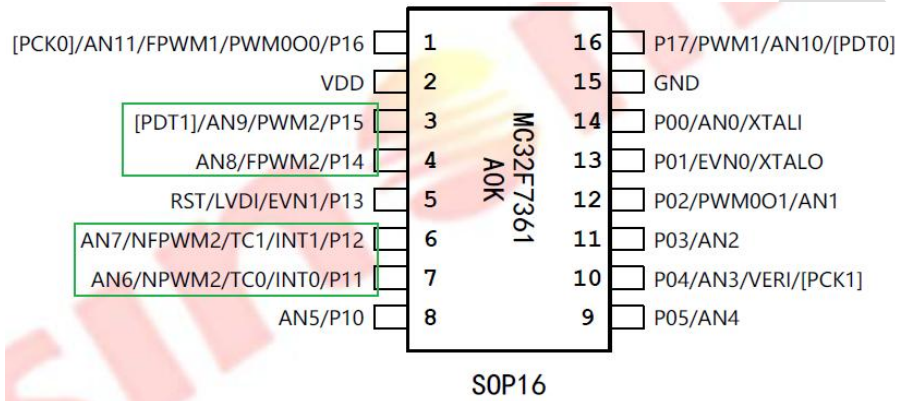 [PCK0]/AN11/FPWM1/PWM0O0/P16 1 16 P17/PWM1/AN10/[PDT0]
VDD 2 15 GND
[PDT1]/AN9/PWM2/P15 3 14 P00/AN0/XTALI
AN8/FPWM2/P14 4 13 P01/EVN0/XTALO
RST/LVDI/EVN1/P13 5 12 P02/PWM0O1/AN1
AN7/NFPWM2/TC1/INT1/P12 6 11 P03/AN2
AN6/NPWM2/TC0/INT0/P11 7 10 P04/AN3/VERI/[PCK1]
AN5/P10 8 9 P05/AN4
MC32F7361
A0K
SOP16